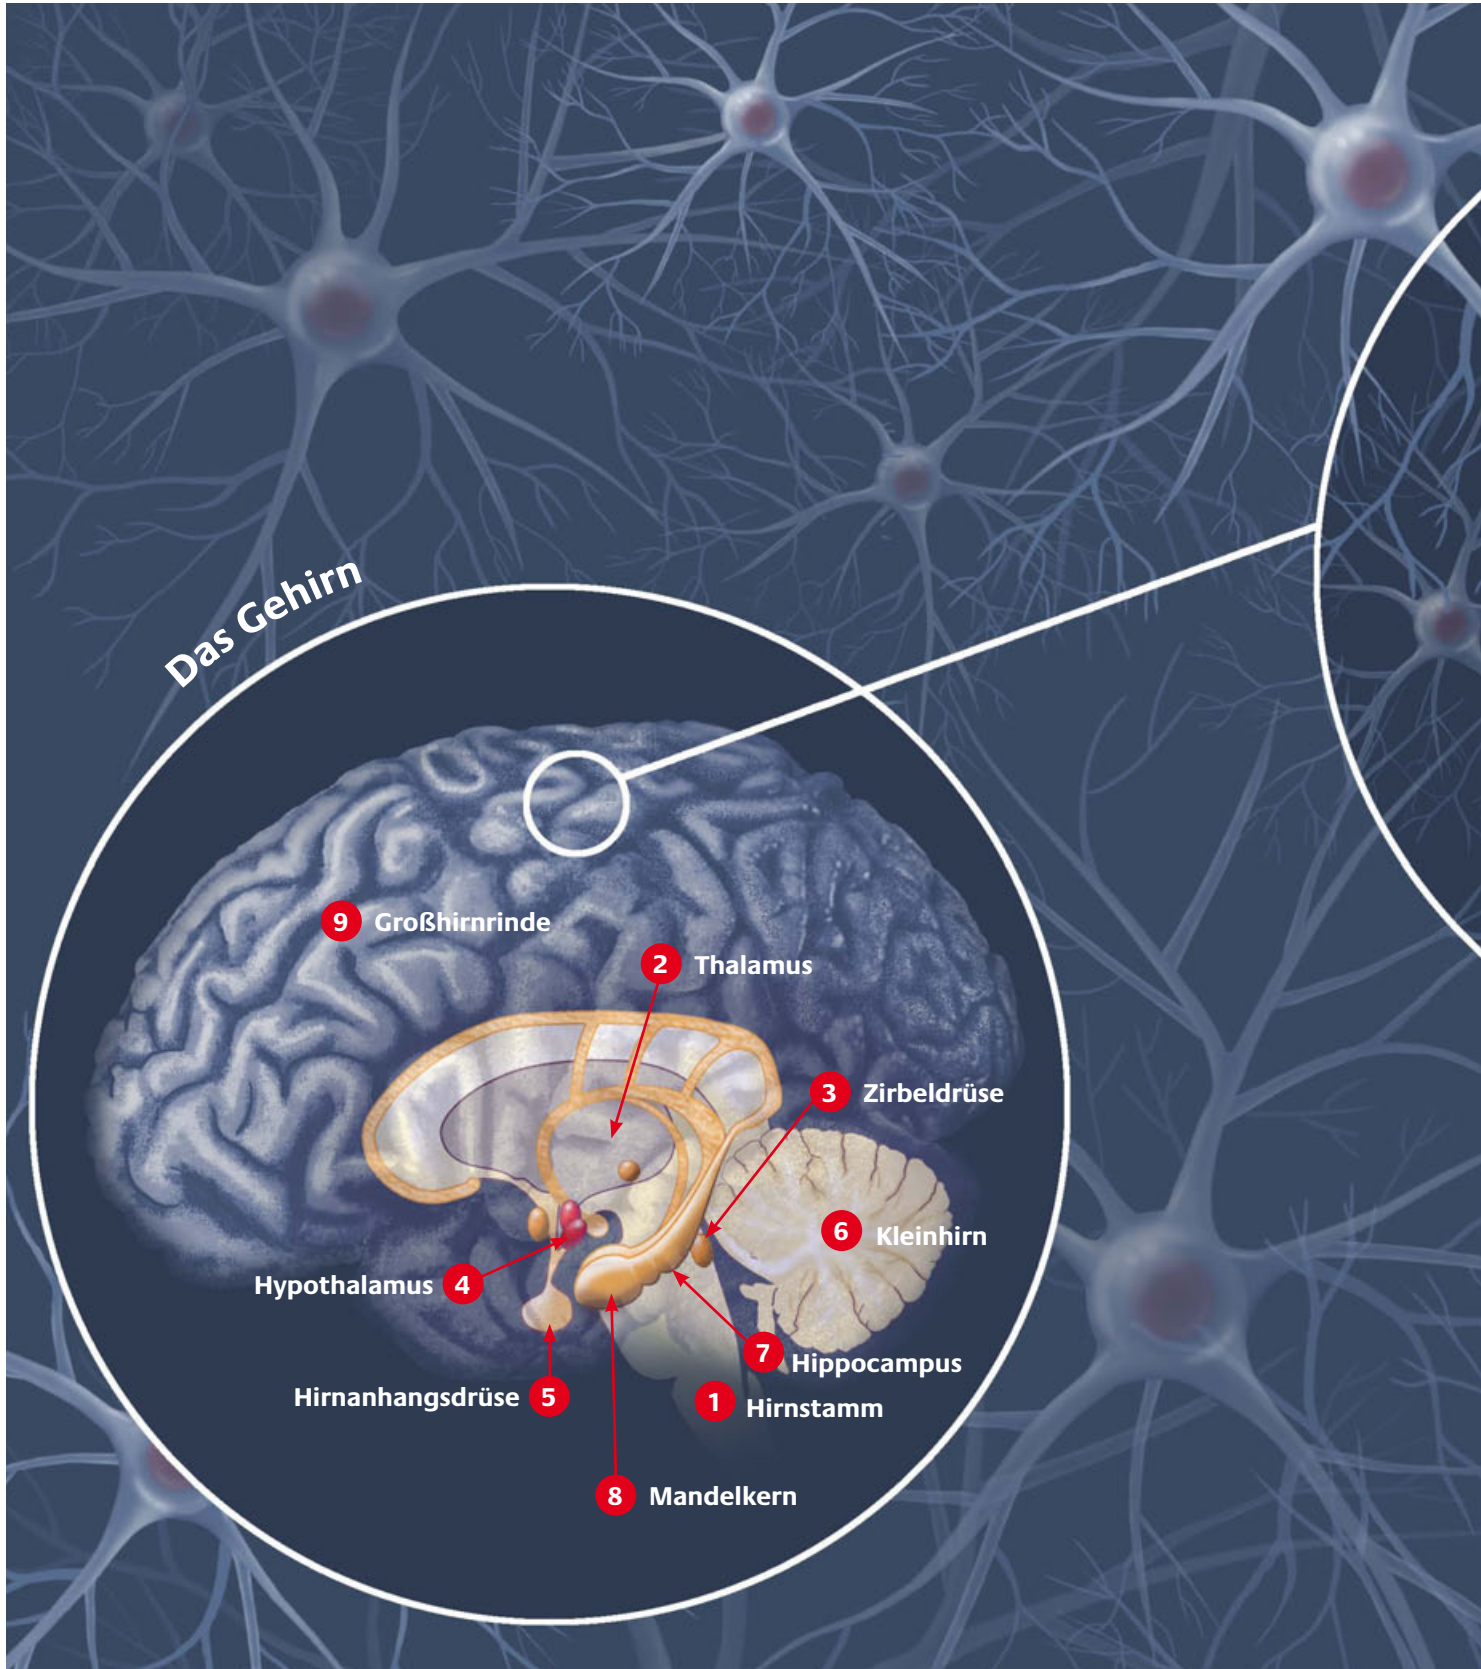 Das Gehirn
9 Großhirnrinde
2 Thalamus
3 Zirbeldrüse
6 Kleinhirn
Hypothalamus 4
7 Hippocampus
Hirnanhangsdrüse 5
1 Hirnstamm
8 Mandelkern